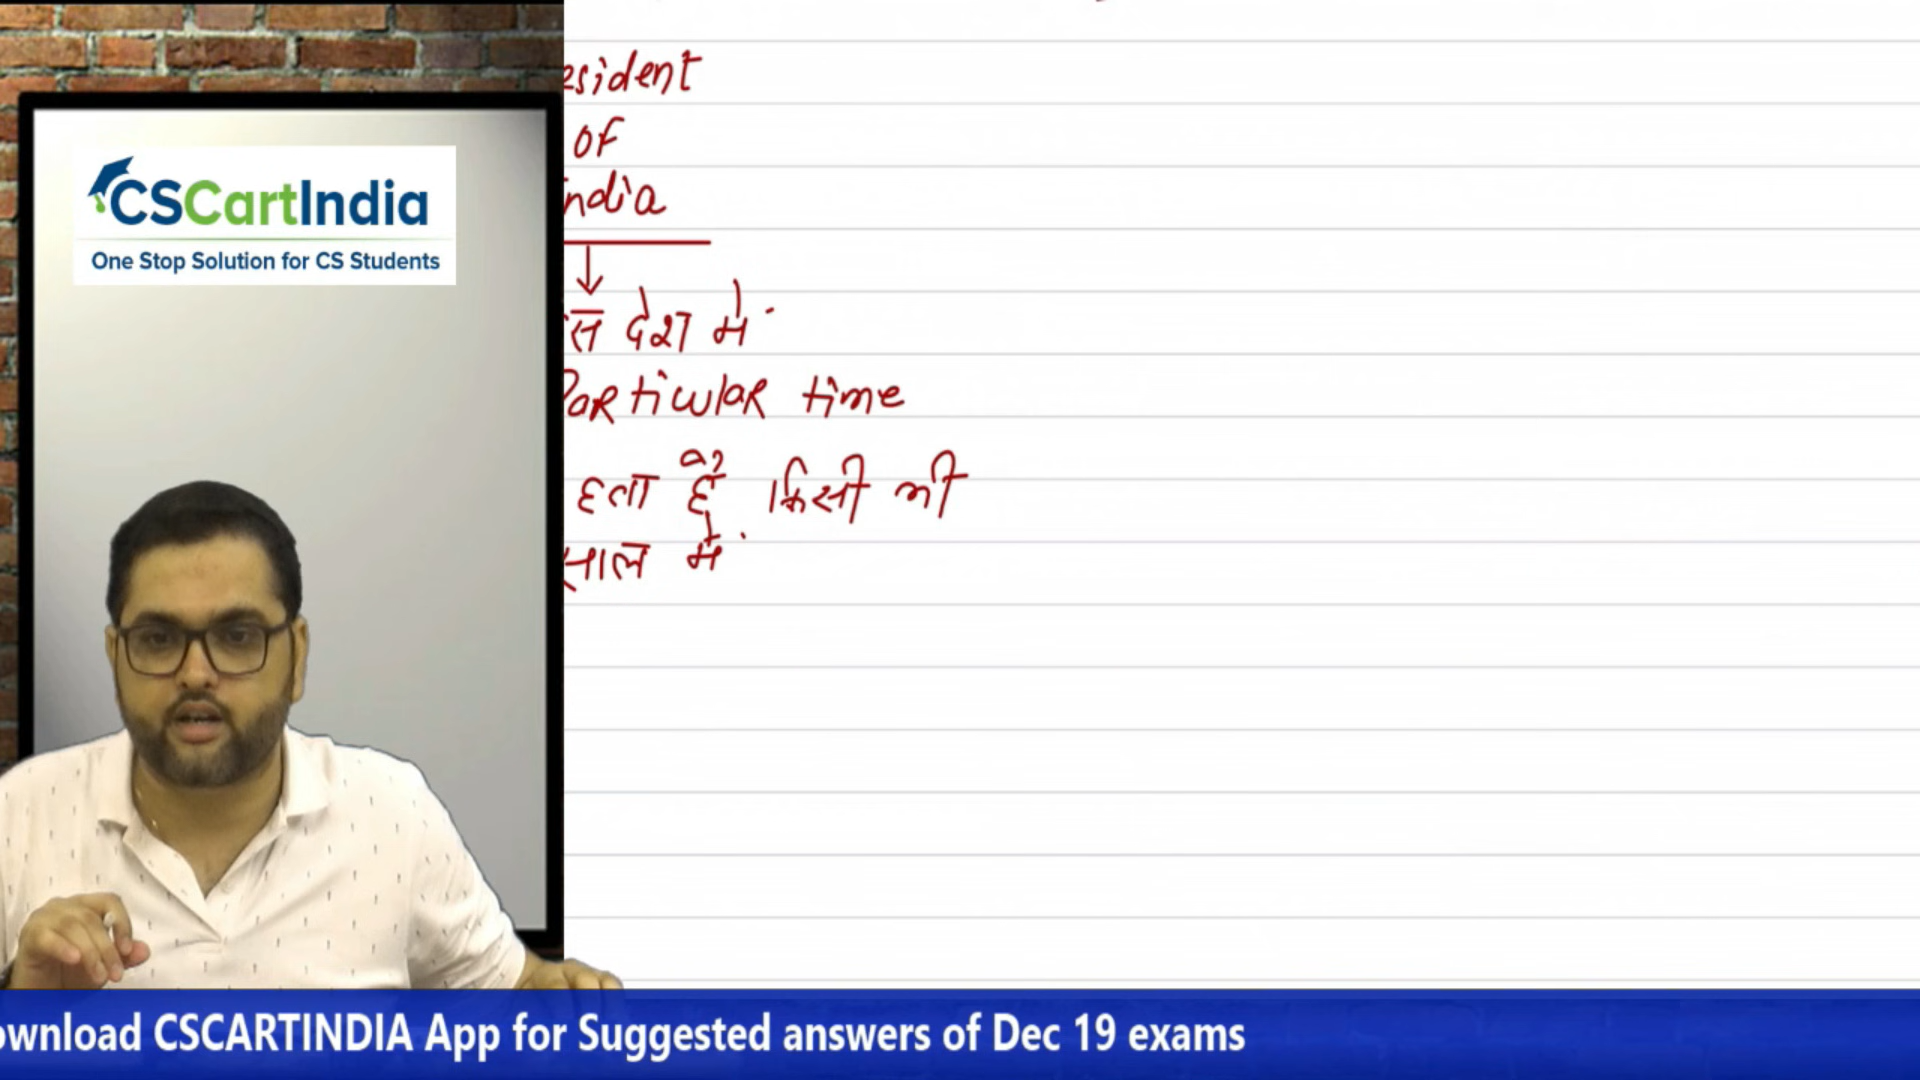 CSCartIndia
One Stop Solution for CS Students
esident
of
ndia
स देश में
Particular time
हता है किसी भी
साल में
ownload CSCARTINDIA App for Suggested answers of Dec 19 exams